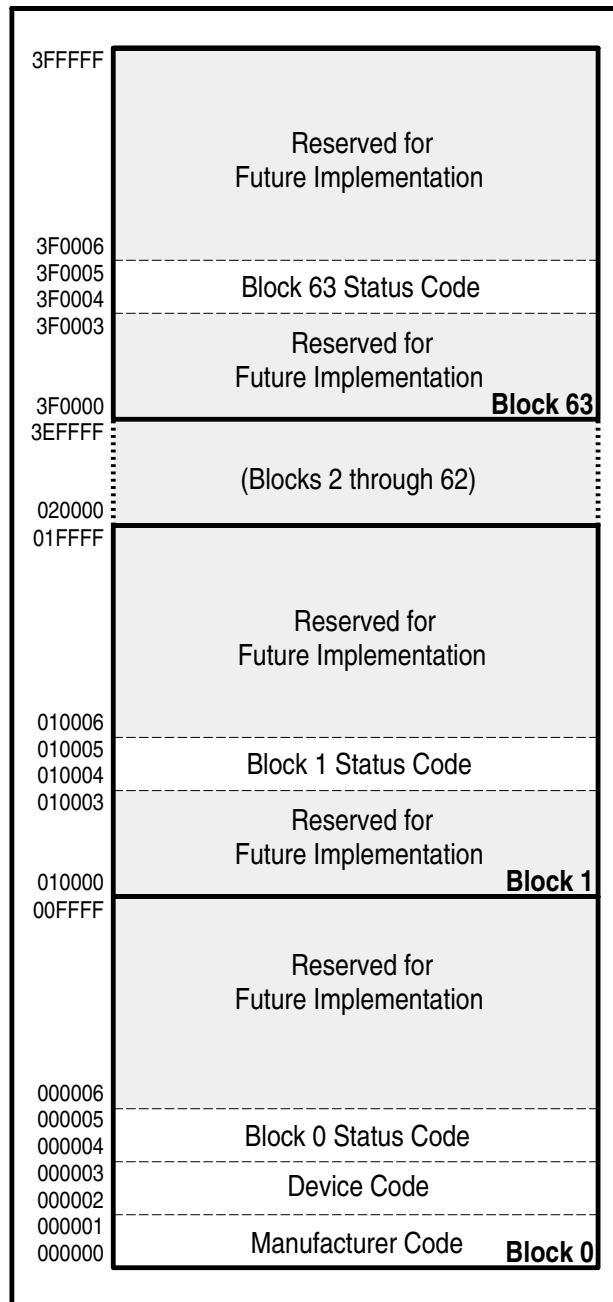 3FFFFF
Reserved for
Future Implementation
3F0006
3F0005
Block 63 Status Code
3F0004
3F0003
Reserved for
Future Implementation
3F0000
Block 63
3EFFFF
(Blocks 2 through 62)
020000
01FFFF
Reserved for
Future Implementation
010006
010005
Block 1 Status Code
010004
010003
Reserved for
Future Implementation
010000
Block 1
00FFFF
Reserved for
Future Implementation
000006
000005
Block 0 Status Code
000004
000003
Device Code
000002
000001
Manufacturer Code
000000
Block 0